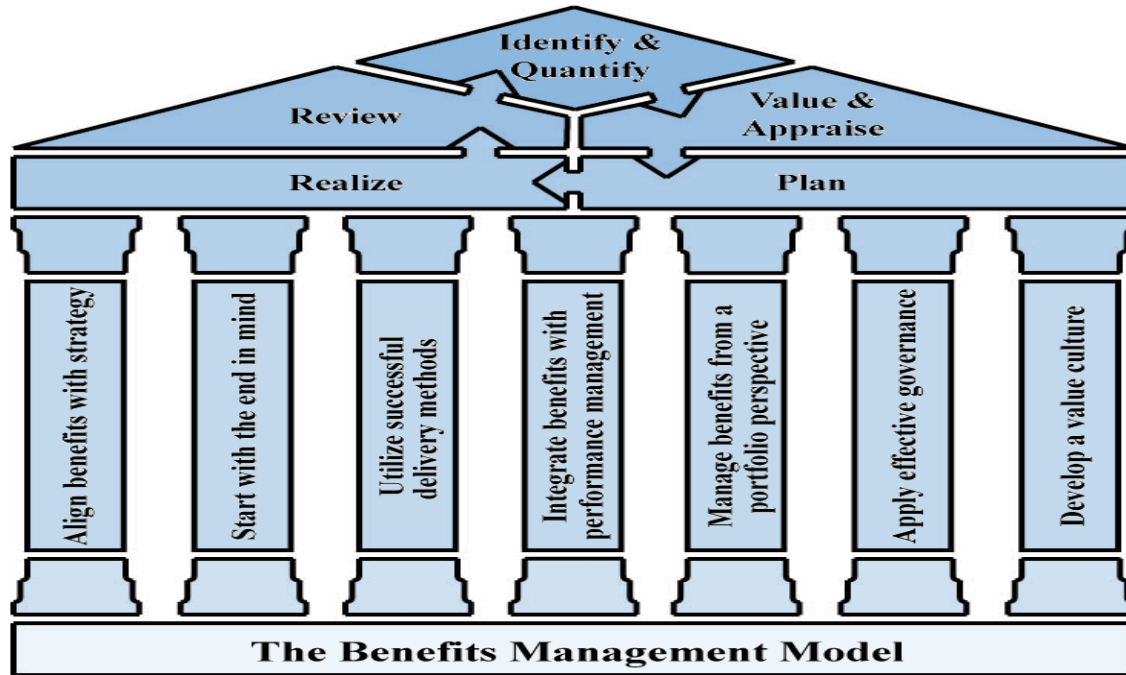 Identify &
Quantify
Review
Value &
Appraise
Realize
Plan
Align benefits with strategy
Start with the end in mind
Utilize successful
delivery methods
Integrate benefits with
performance management
Manage benefits from a
portfolio perspective
Apply effective governance
Develop a value culture
The Benefits Management Model